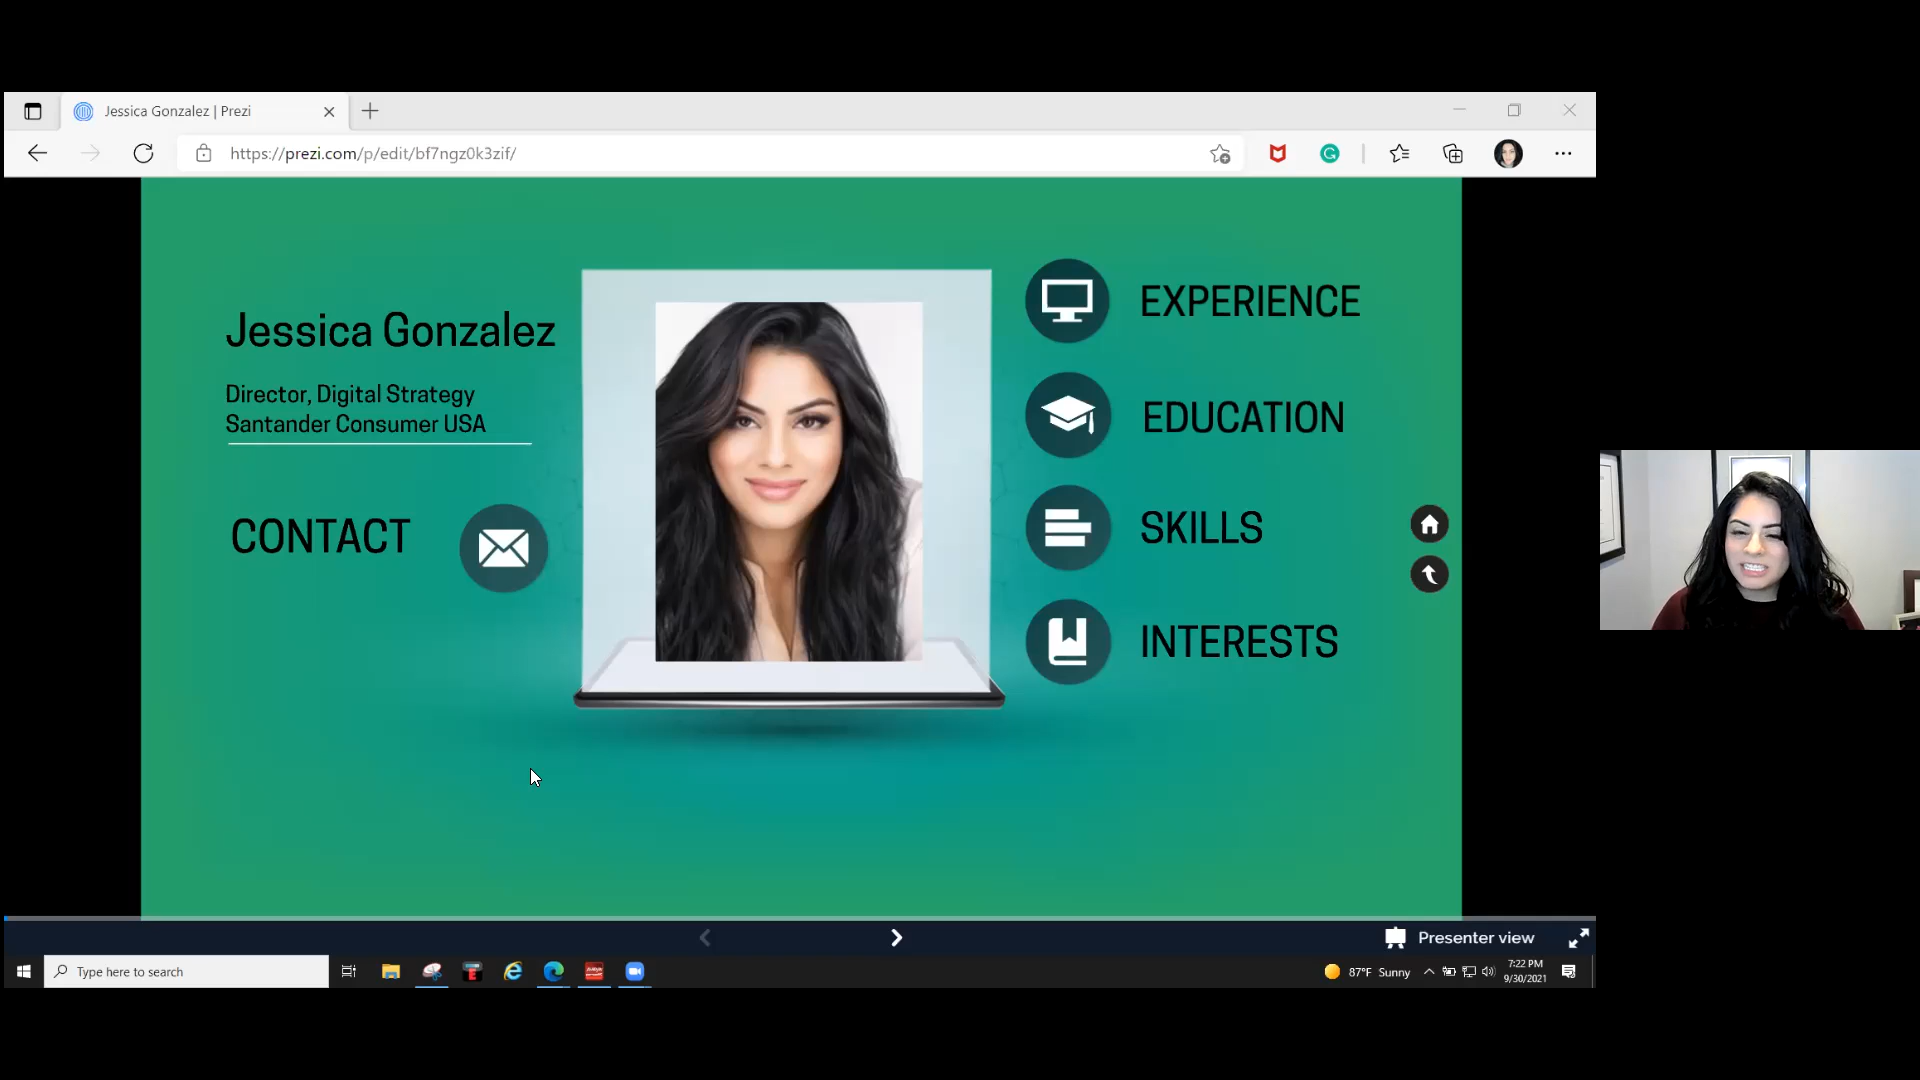 Jessica Gonzalez | Prezi
https://prezi.com/p/edit/bf7ngz0k3zif/
Jessica Gonzalez
Director, Digital Strategy
Santander Consumer USA
CONTACT
EXPERIENCE
EDUCATION
SKILLS
INTERESTS
Presenter view
Type here to search
87°F Sunny
7:22 PM
9/30/2021